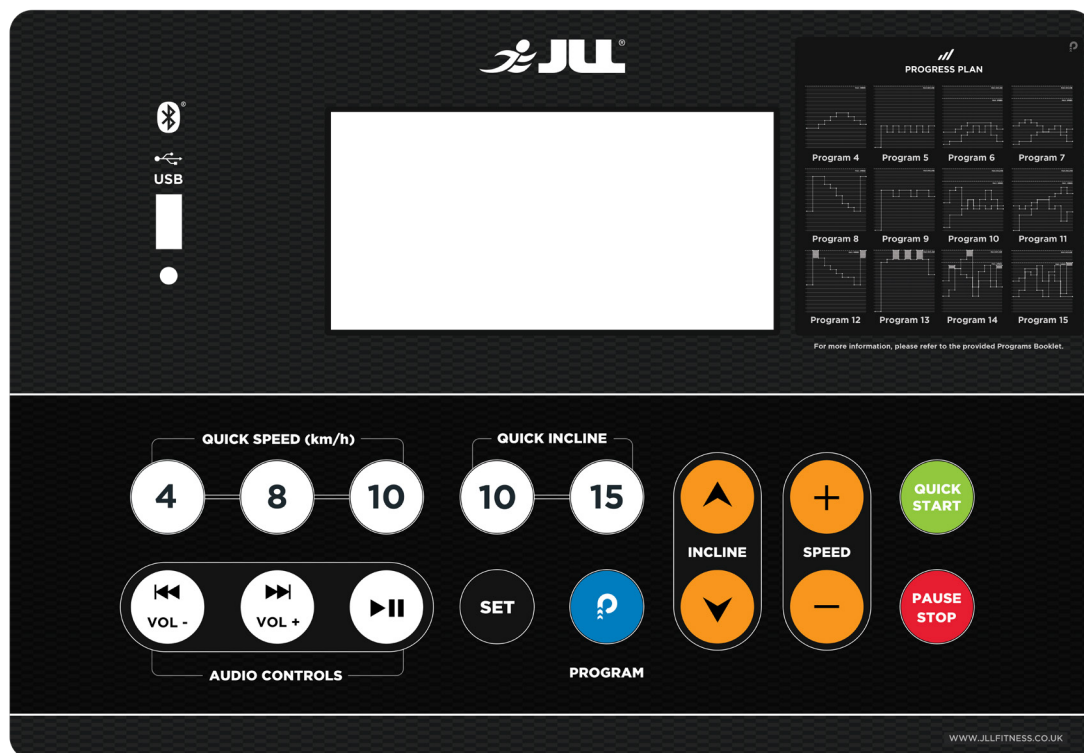 JLL®
USB
PROGRESS PLAN
Program 4
Program 5
Program 6
Program 7
Program 8
Program 9
Program 10
Program 11
Program 12
Program 13
Program 14
Program 15
For more information, please refer to the provided Programs Booklet.
QUICK SPEED (km/h)
4
8
10
QUICK INCLINE
10
15
INCLINE
+
SPEED
−
QUICK
START
VOL -
VOL +
AUDIO CONTROLS
SET
PROGRAM
PAUSE
STOP
WWW.JLLFITNESS.CO.UK